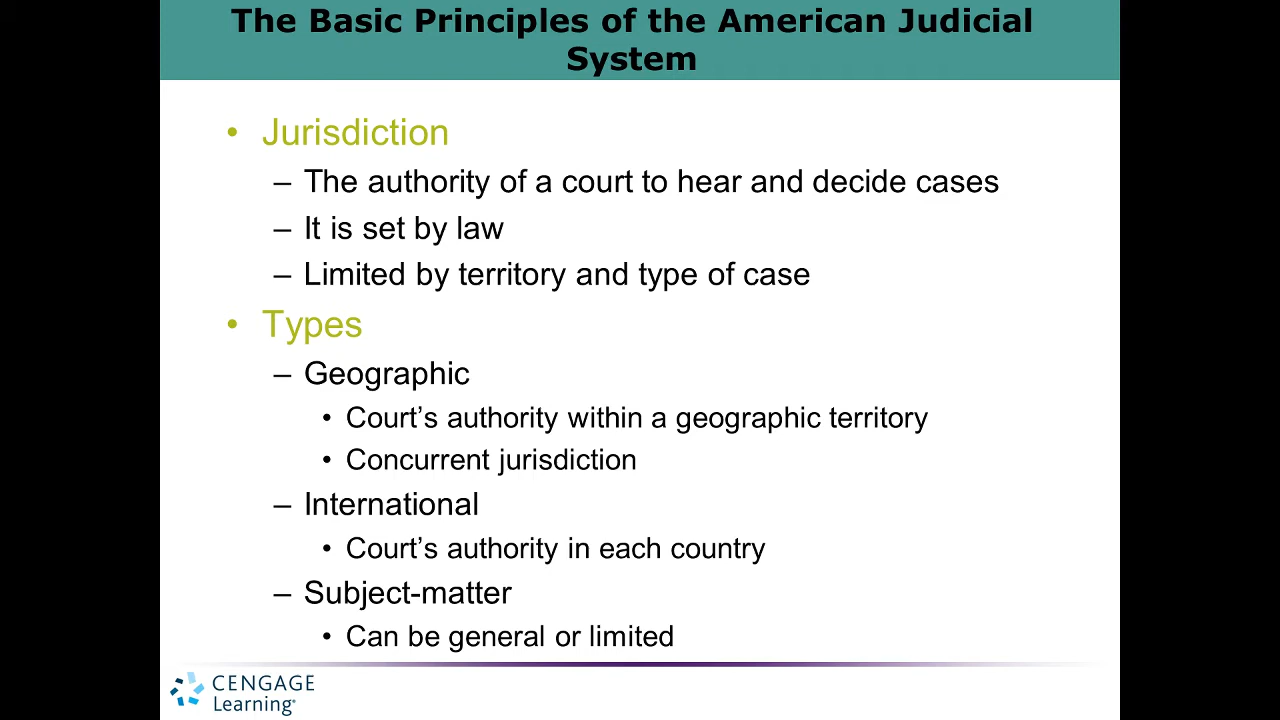 The Basic Principles of the American Judicial
System
• Jurisdiction
– The authority of a court to hear and decide cases
– It is set by law
– Limited by territory and type of case
• Types
– Geographic
• Court’s authority within a geographic territory
• Concurrent jurisdiction
– International
• Court’s authority in each country
– Subject-matter
• Can be general or limited
CENGAGE
Learning®